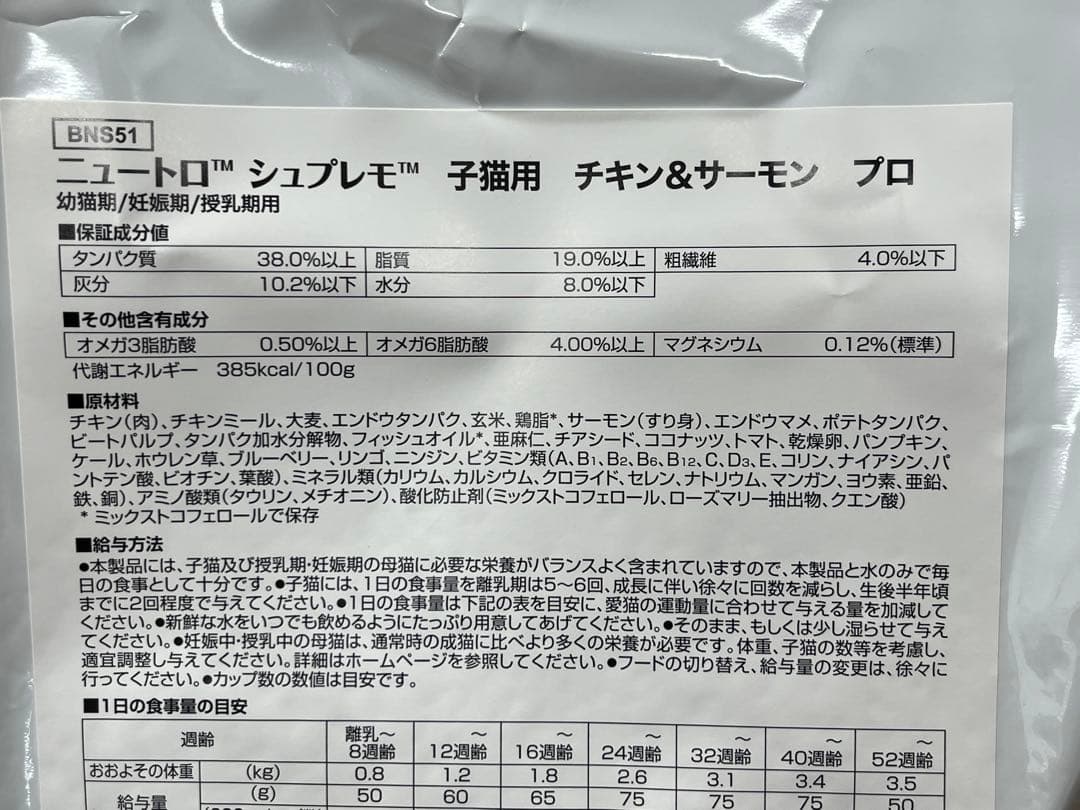 BNS51
ニュートロ™ シュプレモ™ 子猫用 チキン&サーモン プロ
幼猫期/妊娠期/授乳期用
■保証成分値
タンパク質 38.0%以上 脂質 19.0%以上 粗繊維 4.0%以下
灰分 10.2%以下 水分 8.0%以下
■その他含有成分
オメガ3脂肪酸 0.50%以上 オメガ6脂肪酸 4.00%以上 マグネシウム 0.12%(標準)
代謝エネルギー 385kcal/100g
■原材料
チキン(肉)、チキンミール、大麦、エンドウタンパク、玄米、鶏脂*、サーモン(すり身)、エンドウマメ、ポテトタンパク、
ビートパルプ、タンパク加水分解物、フィッシュオイル*、亜麻仁、チアシード、ココナッツ、トマト、乾燥卵、パンプキン、
ケール、ホウレン草、ブルーベリー、リンゴ、ニンジン、ビタミン類(A、B1、B2、B6、B12、C、D3、E、コリン、ナイアシン、パ
ントテン酸、ビオチン、葉酸)、ミネラル類(カリウム、カルシウム、クロライド、セレン、ナトリウム、マンガン、ヨウ素、亜鉛、
鉄、銅)、アミノ酸類(タウリン、メチオニン)、酸化防止剤(ミックストコフェロール、ローズマリー抽出物、クエン酸)
* ミックストコフェロールで保存
■給与方法
●本製品には、子猫及び授乳期・妊娠期の母猫に必要な栄養がバランスよく含まれていますので、本製品と水のみで毎
日の食事として十分です。●子猫には、1日の食事量を離乳期は5〜6回、成長に伴い徐々に回数を減らし、生後半年頃
までに2回程度で与えてください。●1日の食事量は下記の表を目安に、愛猫の運動量に合わせて与える量を加減して
ください。●新鮮な水をいつでも飲めるようにたっぷり用意してあげてください。●そのまま、もしくは少し湿らせて与え
てください。●妊娠中・授乳中の母猫は、通常時の成猫に比べより多くの栄養が必要です。体重、子猫の数等を考慮し、
適宜調整し与えてください。詳細はホームページを参照してください。●フードの切り替え、給与量の変更は、徐々に
行ってください。●カップ数の数値は目安です。
■1日の食事量の目安
週齢 離乳〜8週齢 〜12週齢 〜16週齢 〜24週齢 〜32週齢 〜40週齢 〜52週齢
おおよその体重 (kg) 0.8 1.2 1.8 2.6 3.1 3.4 3.5
給与量 (g) 50 60 65 75 75 75 50